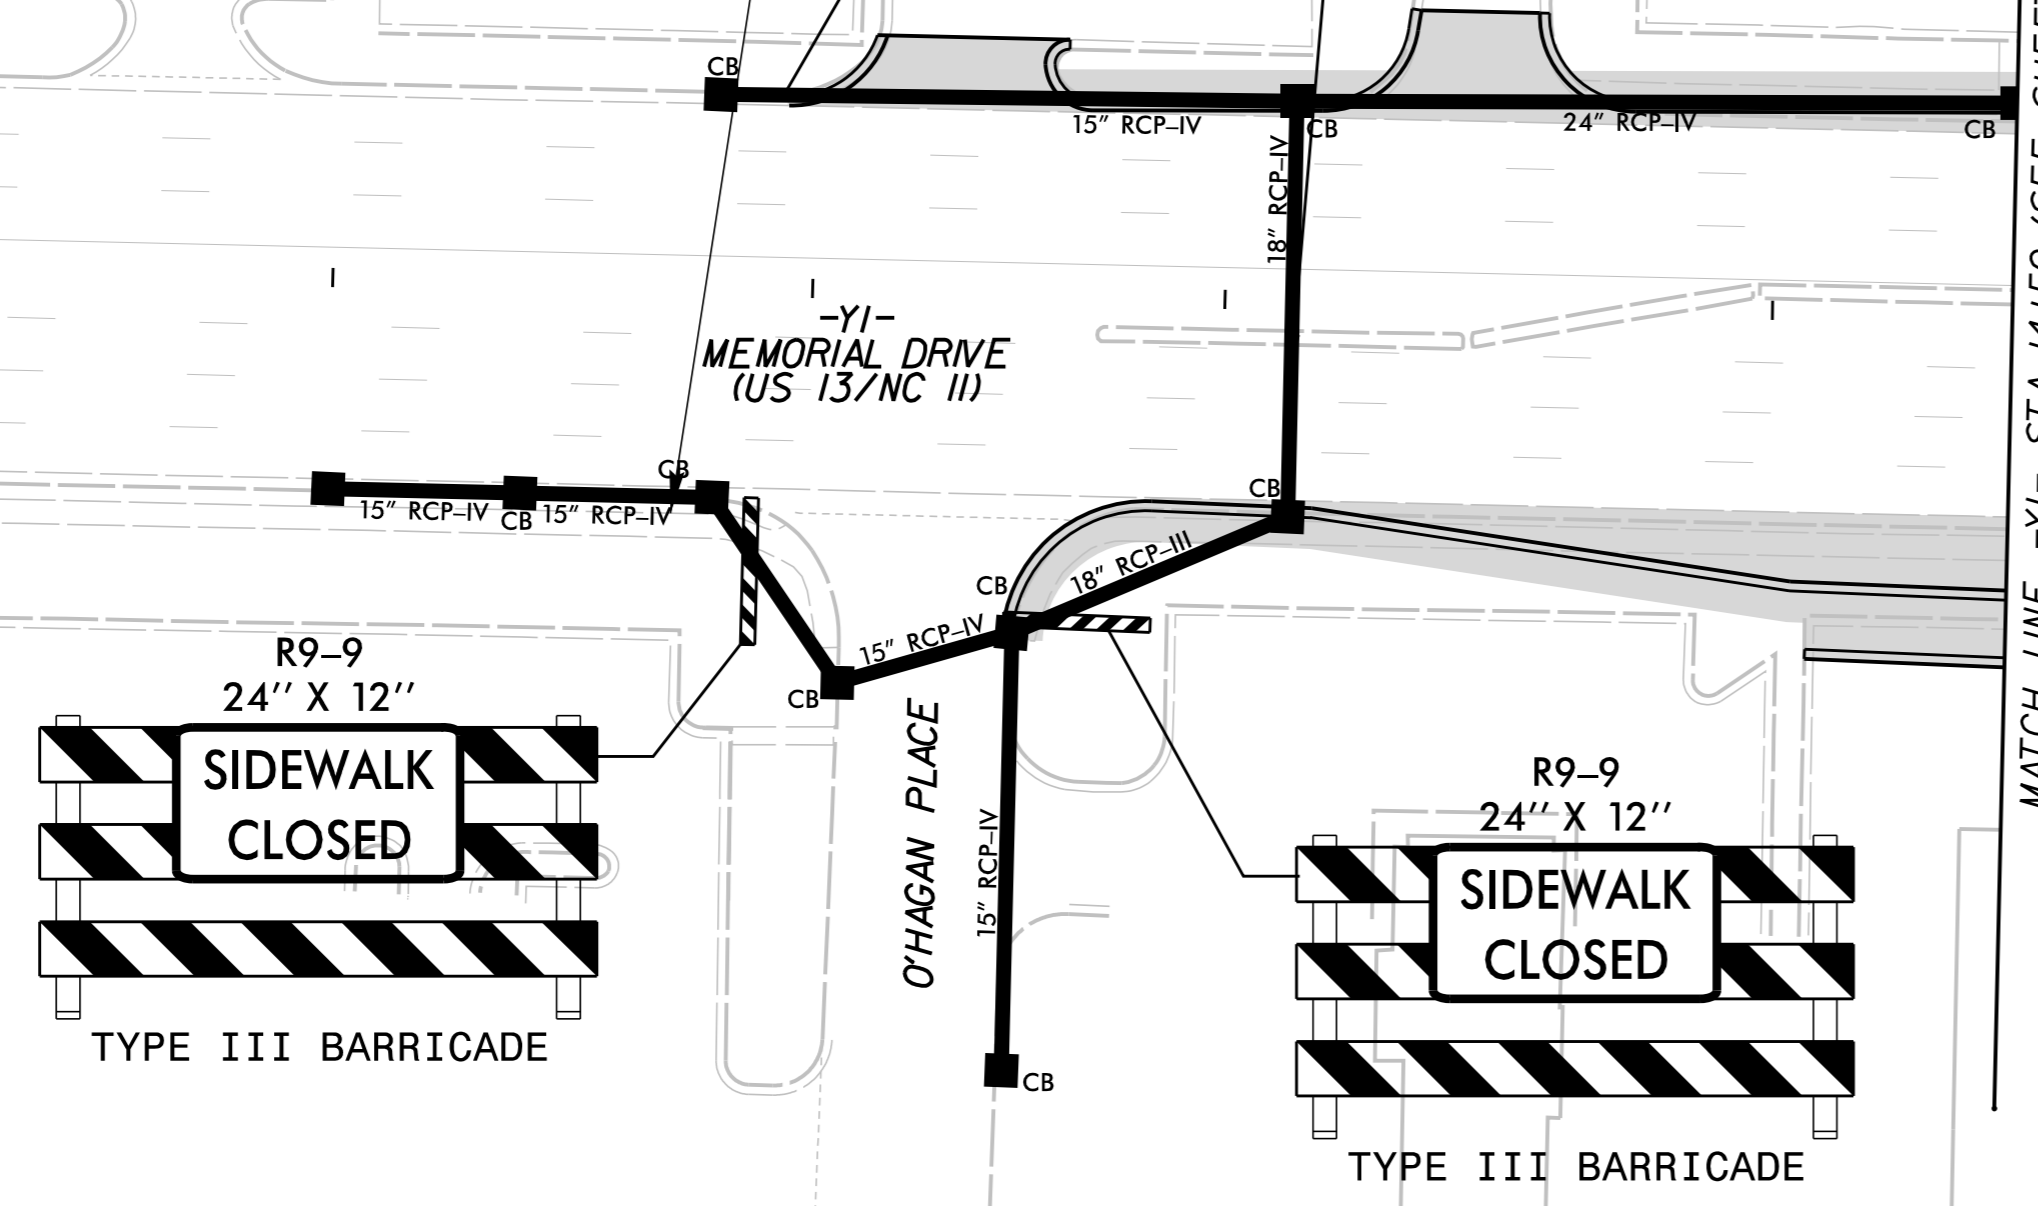 CB
15" RCP–IV
CB
24" RCP–IV
CB
18" RCP–IV
-Y1-
MEMORIAL DRIVE
(US 13/NC 11)
CB
15" RCP–IV
CB
15" RCP–IV
CB
18" RCP–III
CB
15" RCP–IV
CB
O'HAGAN PLACE
15" RCP–IV
CB
R9–9
24'' X 12''
SIDEWALK
CLOSED
TYPE III BARRICADE
R9–9
24'' X 12''
SIDEWALK
CLOSED
TYPE III BARRICADE
MATCH LINE